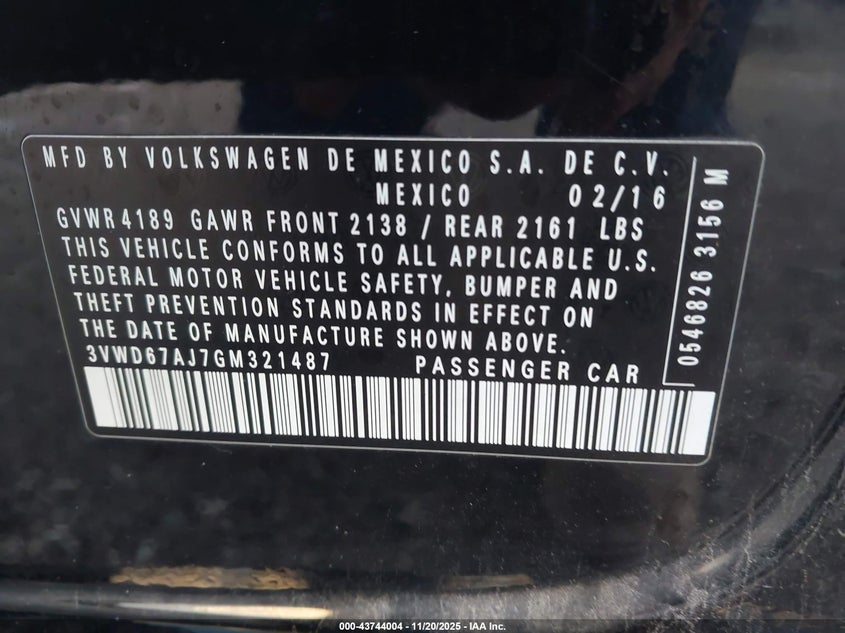 MFD BY VOLKSWAGEN DE MEXICO S.A. DE C.V.
MEXICO 02/16
GVWR 4189 GAWR FRONT 2138 / REAR 2161 LBS
THIS VEHICLE CONFORMS TO ALL APPLICABLE U.S.
FEDERAL MOTOR VEHICLE SAFETY, BUMPER AND
THEFT PREVENTION STANDARDS IN EFFECT ON
THE DATE OF MANUFACTURE SHOWN ABOVE.
3VWD67AJ7GM321487 PASSENGER CAR
0546826 3156 M
000-43744004 - 11/20/2025 - IAA Inc.